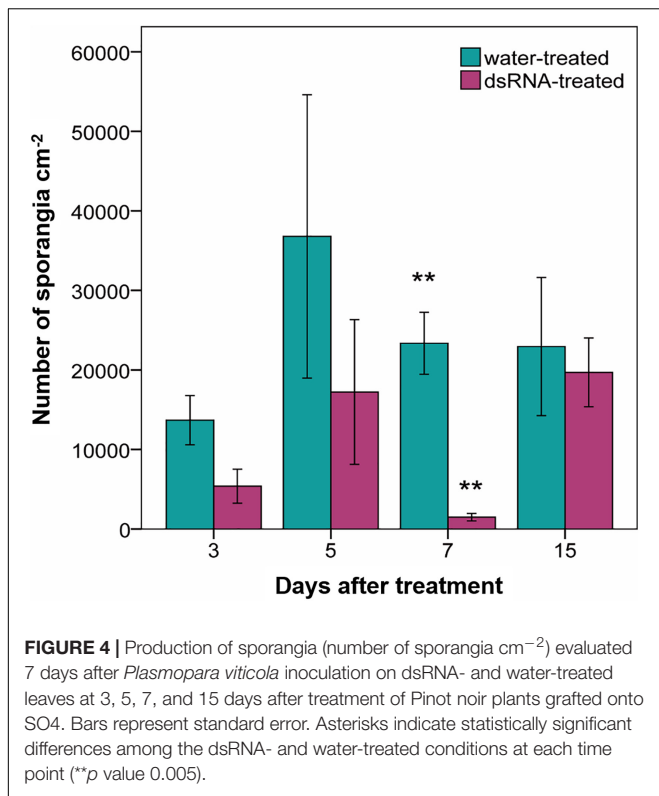 60000
50000
40000
30000
20000
10000
0
Number of sporangia cm-2
water-treated
dsRNA-treated
**
**
3 5 7 15
Days after treatment
FIGURE 4 | Production of sporangia (number of sporangia cm−2) evaluated
7 days after Plasmopara viticola inoculation on dsRNA- and water-treated
leaves at 3, 5, 7, and 15 days after treatment of Pinot noir plants grafted onto
SO4. Bars represent standard error. Asterisks indicate statistically significant
differences among the dsRNA- and water-treated conditions at each time
point (**p value 0.005).